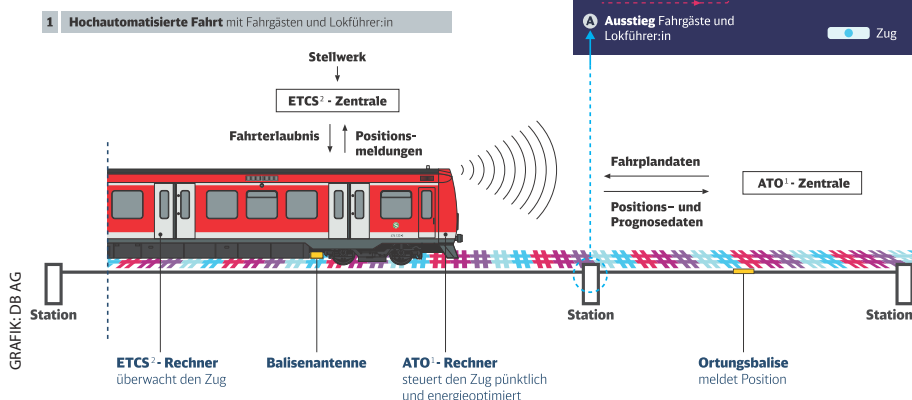 1 Hochautomatisierte Fahrt mit Fahrgästen und Lokführer:in
A Ausstieg Fahrgäste und
Lokführer:in
Zug
Stellwerk
ETCS² - Zentrale
Fahrterlaubnis
Positions-
meldungen
Fahrplandaten
ATO¹ - Zentrale
Positions- und
Prognosedaten
S
GRAFIK: DB AG
Station
Station
Station
ETCS² - Rechner
überwacht den Zug
Balisenantenne
ATO¹ - Rechner
steuert den Zug pünktlich
und energieoptimiert
Ortungsbalise
meldet Position